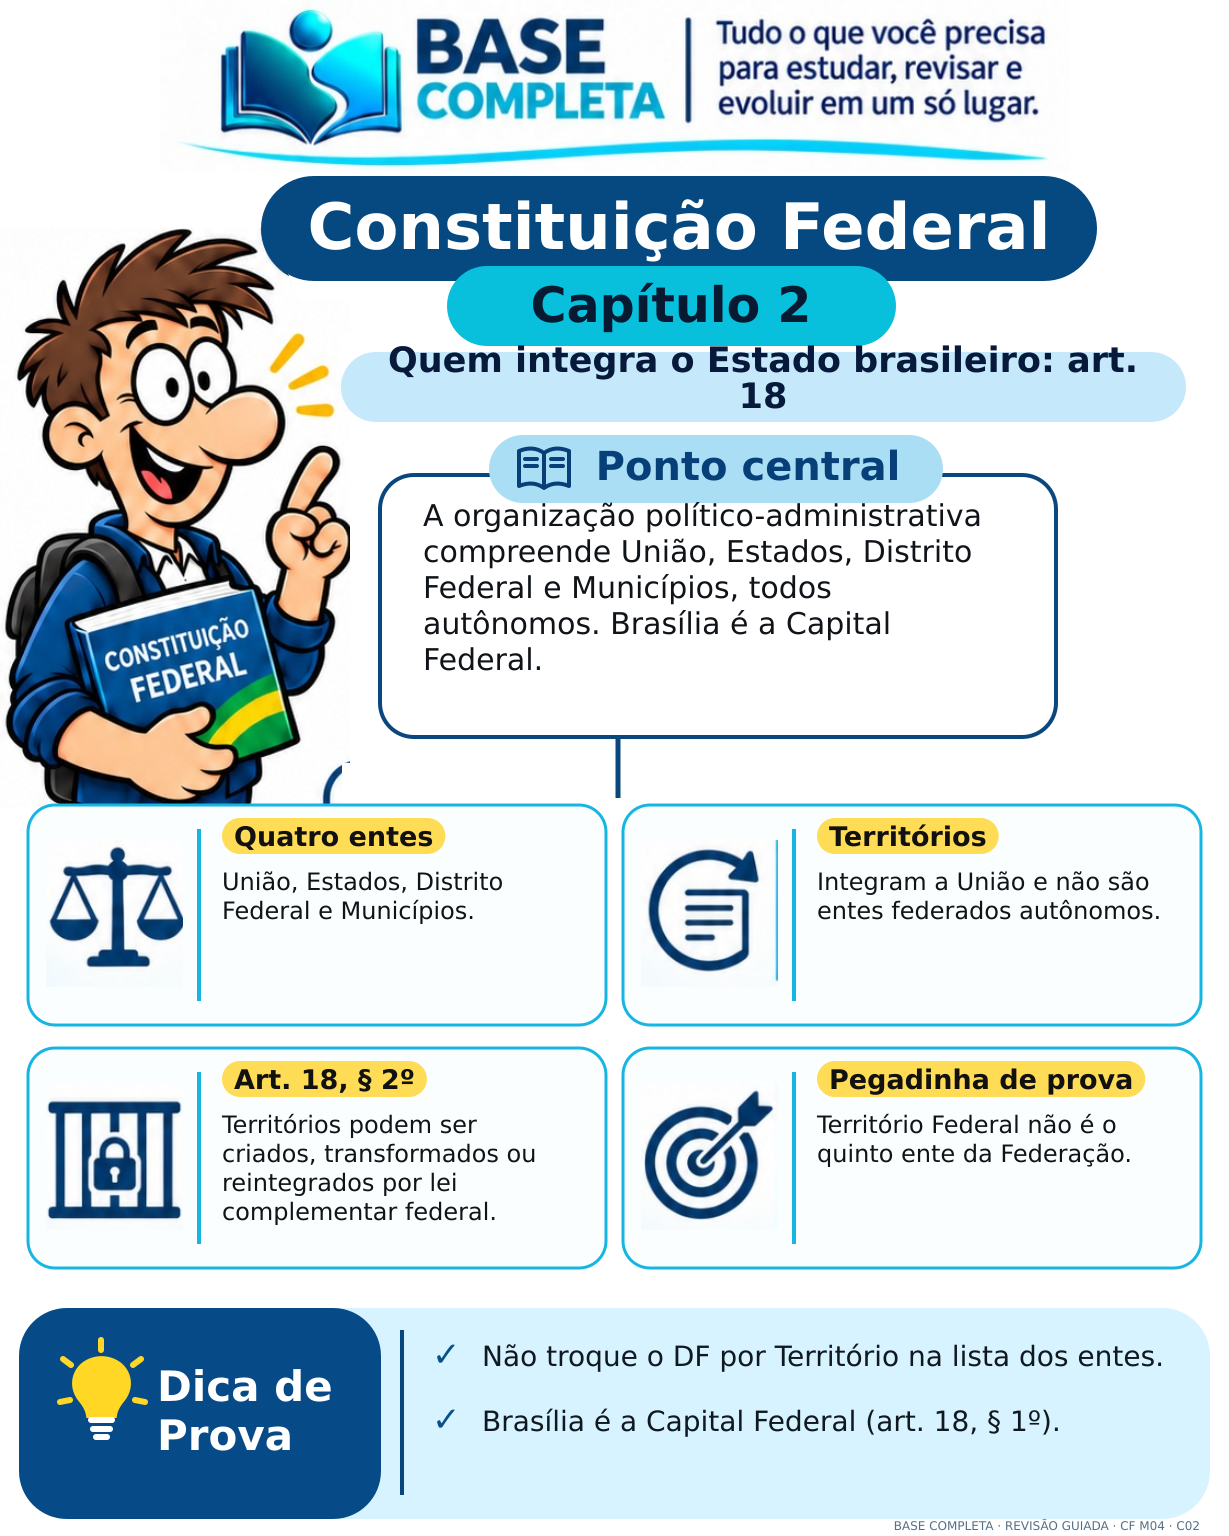 BASE
COMPLETA
Tudo o que você precisa
para estudar, revisar e
evoluir em um só lugar.
Constituição Federal
Capítulo 2
Quem integra o Estado brasileiro: art.
18
Ponto central
A organização político-administrativa
compreende União, Estados, Distrito
Federal e Municípios, todos
autônomos. Brasília é a Capital
Federal.
CONSTITUIÇÃO
FEDERAL
Quatro entes
União, Estados, Distrito
Federal e Municípios.
Territórios
Integram a União e não são
entes federados autônomos.
Art. 18, § 2º
Territórios podem ser
criados, transformados ou
reintegrados por lei
complementar federal.
Pegadinha de prova
Território Federal não é o
quinto ente da Federação.
Dica de
Prova
✓ Não troque o DF por Território na lista dos entes.
✓ Brasília é a Capital Federal (art. 18, § 1º).
BASE COMPLETA · REVISÃO GUIADA · CF M04 · C02